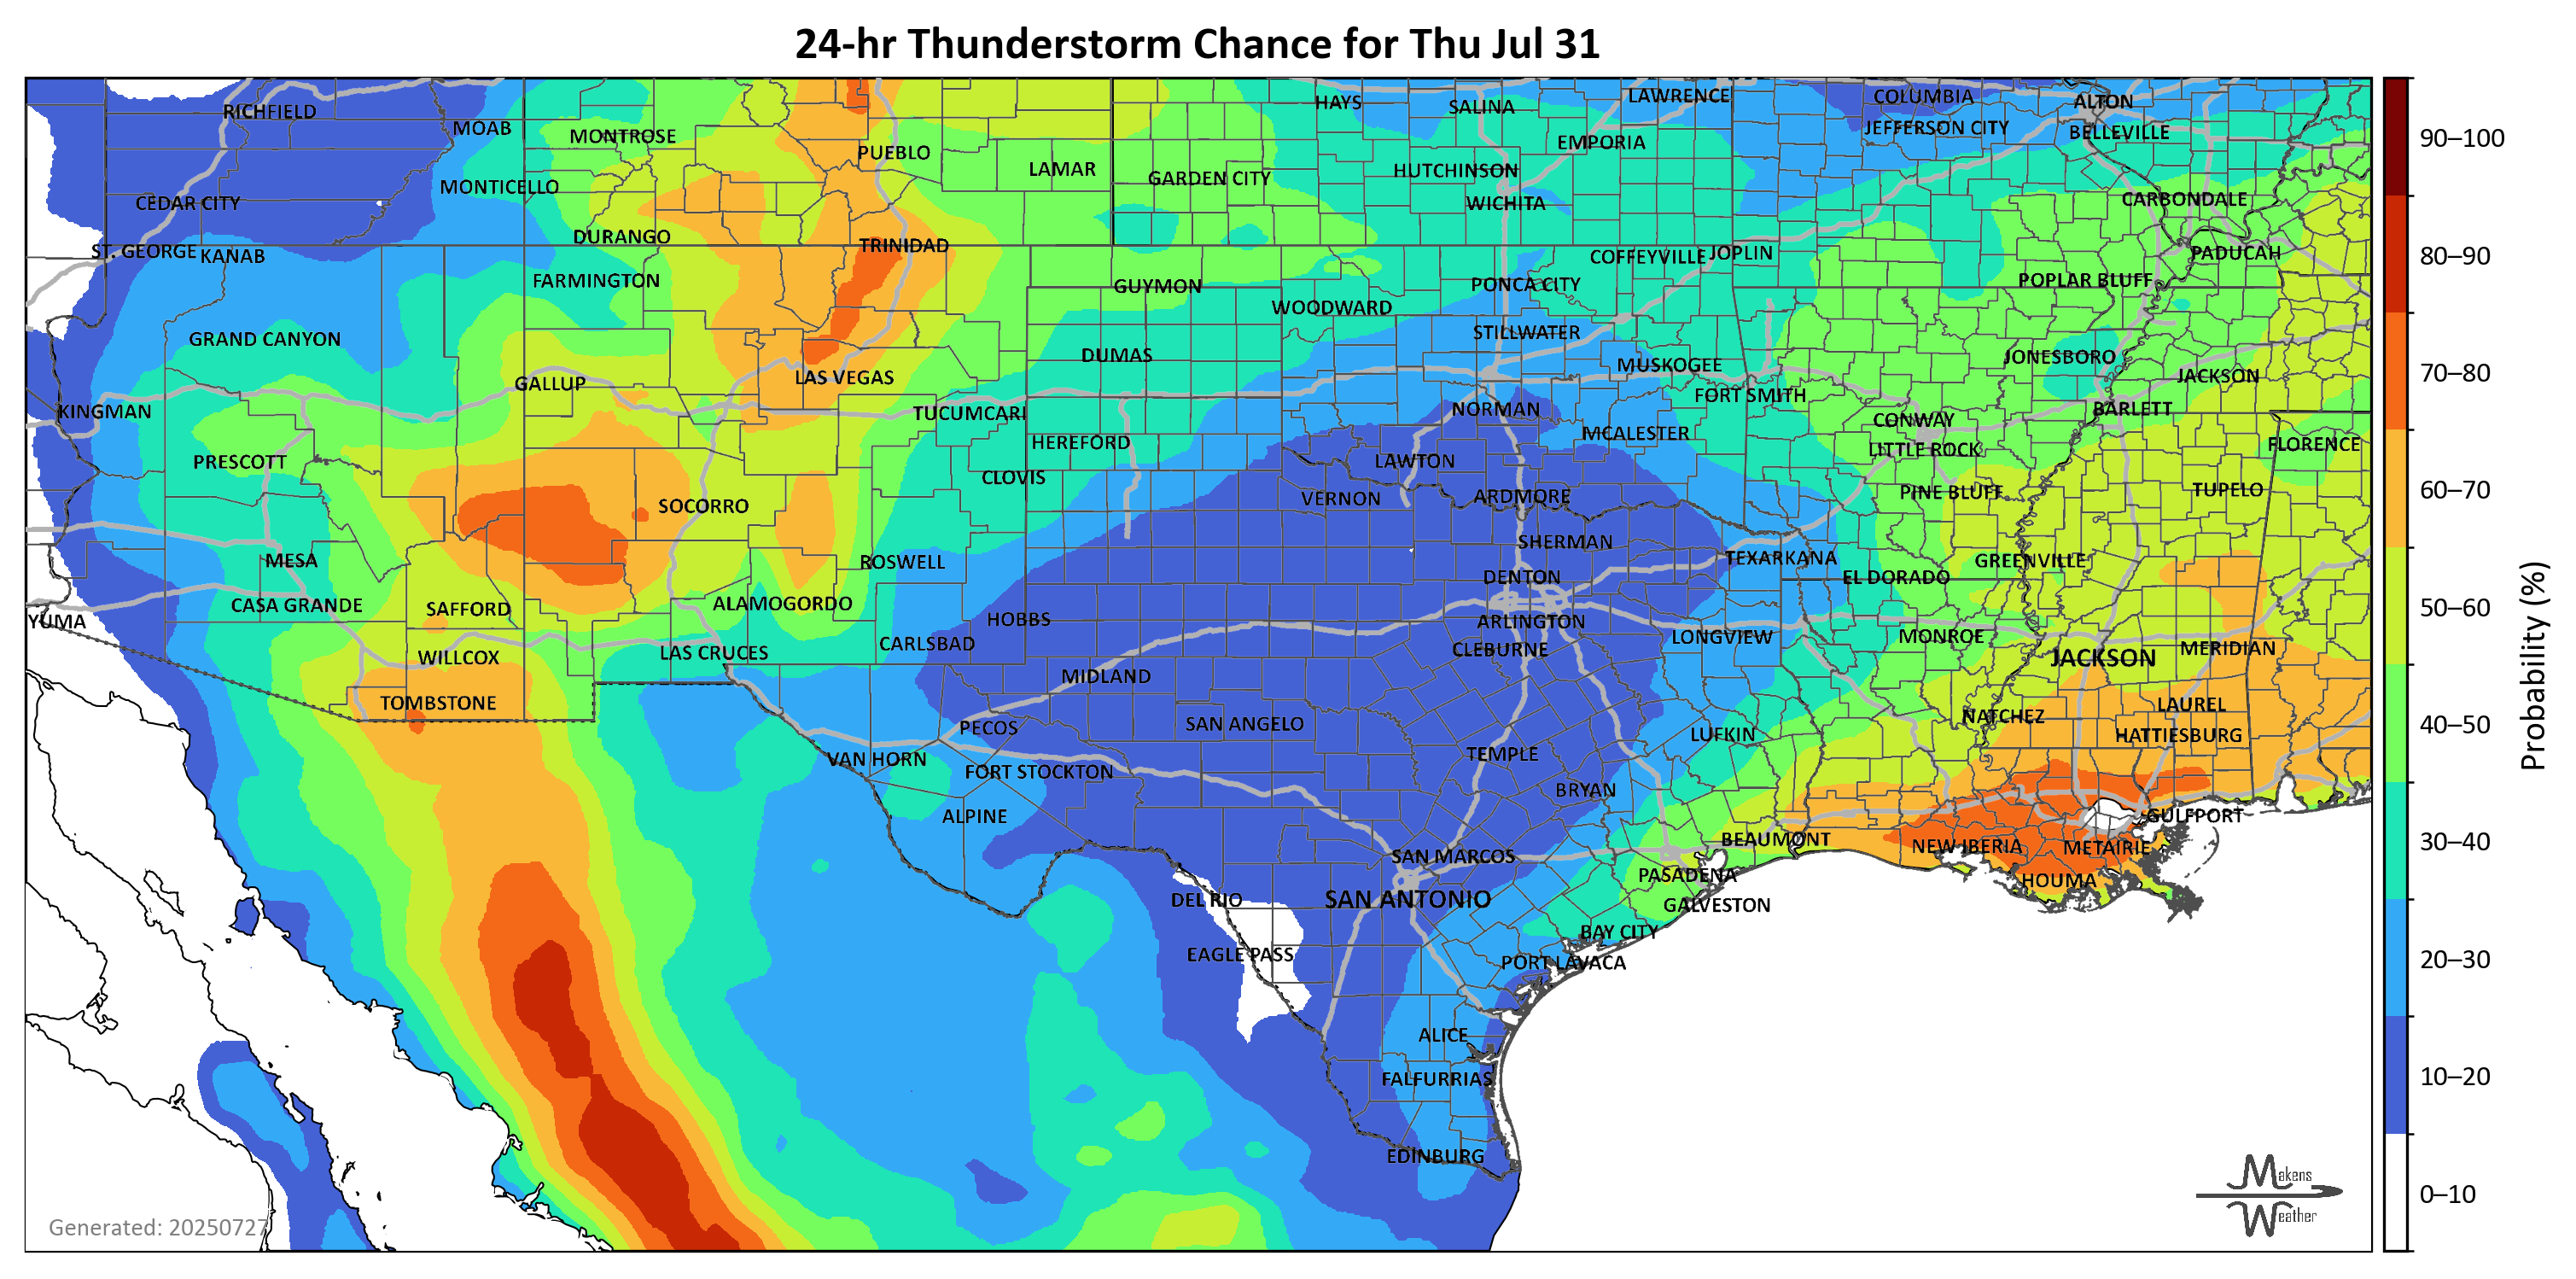 24-hr Thunderstorm Chance for Thu Jul 31
RICHFIELD
MOAB
MONTROSE
PUEBLO
LAMAR
GARDEN CITY
HAYS
SALINA
LAWRENCE
EMPORIA
HUTCHINSON
WICHITA
COLUMBIA
JEFFERSON CITY
ALTON
BELLEVILLE
CARBONDALE
MONTICELLO
CEDAR CITY
ST. GEORGE
KANAB
DURANGO
TRINIDAD
FARMINGTON
GUYMON
WOODWARD
PONCA CITY
COFFEYVILLE
JOPLIN
POPLAR BLUFF
PADUCAH
GRAND CANYON
DUMAS
STILLWATER
MUSKOGEE
JONESBORO
JACKSON
KINGMAN
GALLUP
LAS VEGAS
TUCUMCARI
HEREFORD
NORMAN
FORT SMITH
MCALESTER
CONWAY
LITTLE ROCK
BARLETT
FLORENCE
PRESCOTT
CLOVIS
LAWTON
VERNON
ARDMORE
PINE BLUFF
TUPELO
SOCORRO
MESA
ROSWELL
SHERMAN
TEXARKANA
DENTON
EL DORADO
GREENVILLE
CASA GRANDE
SAFFORD
ALAMOGORDO
YUMA
HOBBS
ARLINGTON
LONGVIEW
MONROE
JACKSON
MERIDIAN
WILLCOX
LAS CRUCES
CARLSBAD
CLEBURNE
MIDLAND
TOMBSTONE
PECOS
SAN ANGELO
LUFKIN
NATCHEZ
LAUREL
HATTIESBURG
VAN HORN
FORT STOCKTON
TEMPLE
BRYAN
ALPINE
BEAUMONT
NEW IBERIA
METAIRIE
GULFPORT
SAN MARCOS
PASADENA
HOUMA
DEL RIO
SAN ANTONIO
GALVESTON
BAY CITY
EAGLE PASS
PORT LAVACA
ALICE
FALFURRIAS
EDINBURG
Generated: 20250727
Makens
Weather
90–100
80–90
70–80
60–70
50–60
40–50
30–40
20–30
10–20
0–10
Probability (%)